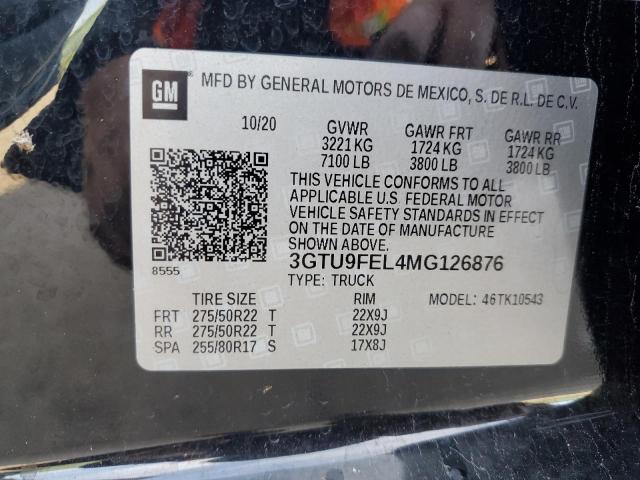 GM
MFD BY GENERAL MOTORS DE MEXICO, S. DE R.L. DE C.V.
10/20 GVWR GAWR FRT GAWR RR
3221 KG 1724 KG 1724 KG
7100 LB 3800 LB 3800 LB
THIS VEHICLE CONFORMS TO ALL
APPLICABLE U.S. FEDERAL MOTOR
VEHICLE SAFETY STANDARDS IN EFFECT
ON THE DATE OF MANUFACTURE
3GTU9FEL4MG126876
8555
TYPE: TRUCK MODEL: 46TK10543
TIRE SIZE RIM
FRT 275/50R22 T 22X9J
RR 275/50R22 T 22X9J
SPA 255/80R17 S 17X8J